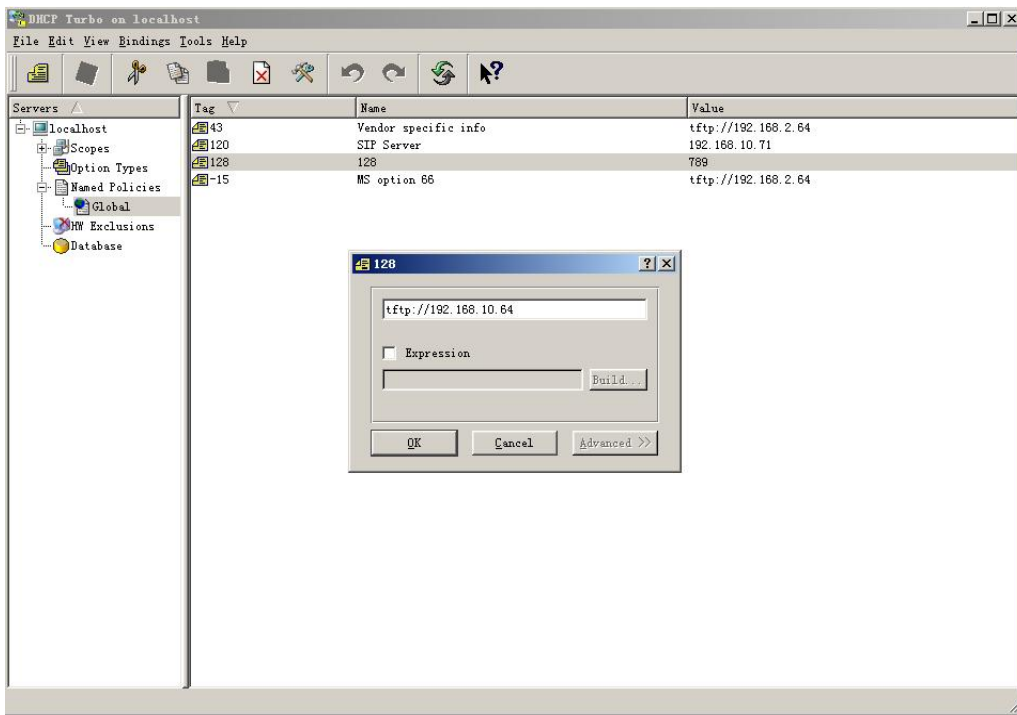 DHCP Turbo on localhost
File Edit View Bindings Tools Help
Servers
Tag Name Value
localhost
Scopes
Option Types
Named Policies
Global
HW Exclusions
Database
43 Vendor specific info tftp://192.168.2.64
120 SIP Server 192.168.10.71
128 128 789
-15 MS option 66 tftp://192.168.2.64
128
tftp://192.168.10.64
Expression
Build...
OK Cancel Advanced >>